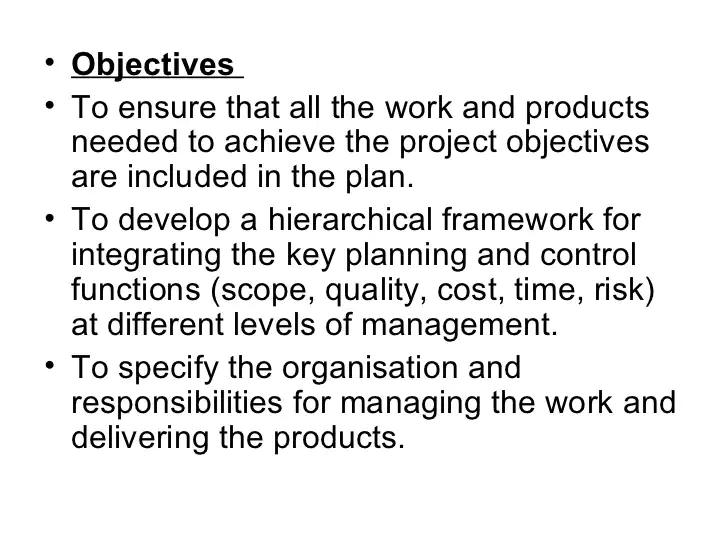 • Objectives
• To ensure that all the work and products
needed to achieve the project objectives
are included in the plan.
• To develop a hierarchical framework for
integrating the key planning and control
functions (scope, quality, cost, time, risk)
at different levels of management.
• To specify the organisation and
responsibilities for managing the work and
delivering the products.